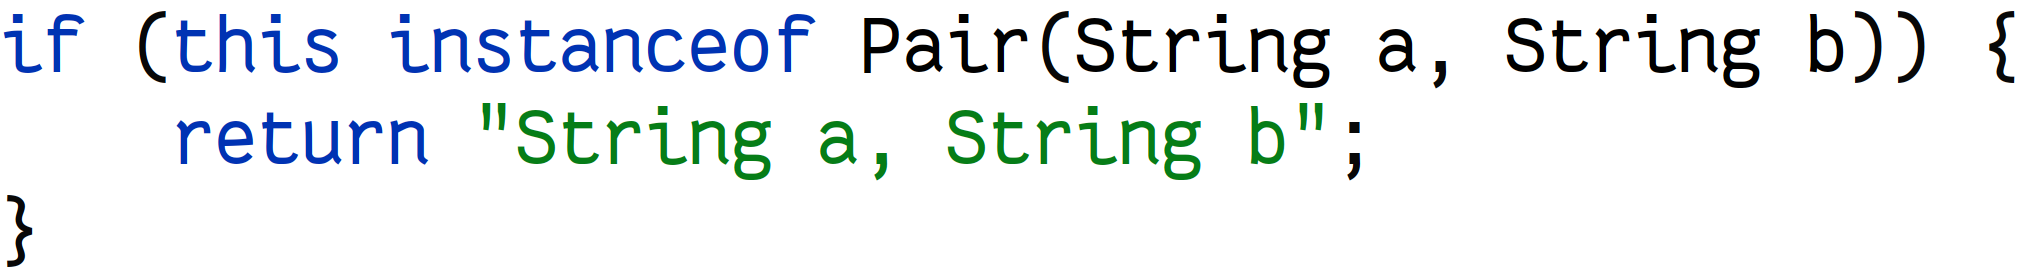 if (this instanceof Pair(String a, String b)) {
    return "String a, String b";
}